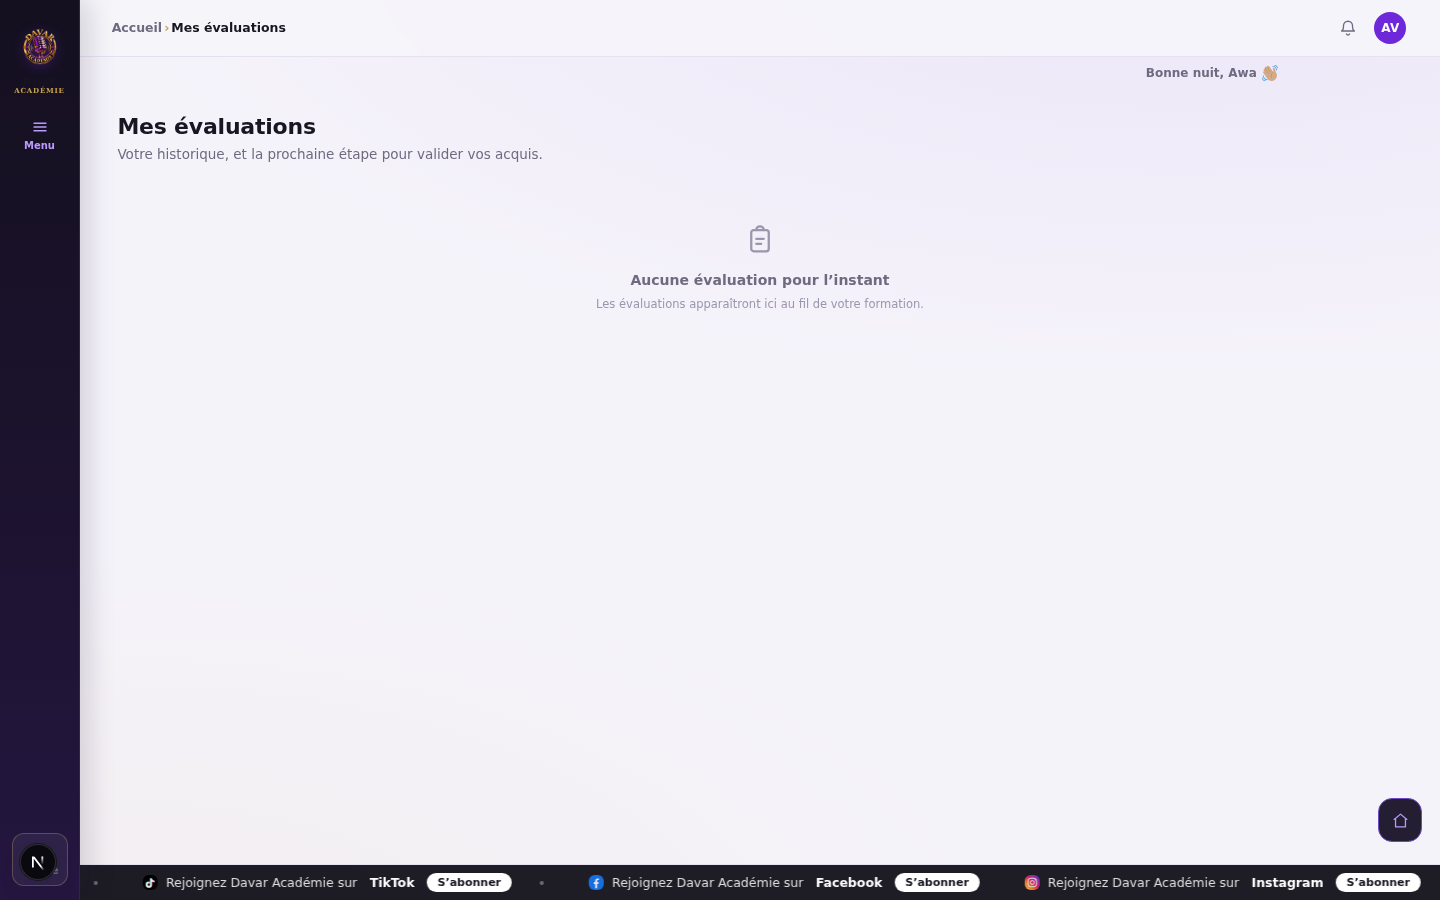 Accueil › Mes évaluations
AV
DAVAR
ACADÉMIE
Bonne nuit, Awa 👋🏽
Menu
Mes évaluations
Votre historique, et la prochaine étape pour valider vos acquis.
Aucune évaluation pour l’instant
Les évaluations apparaîtront ici au fil de votre formation.
N
Rejoignez Davar Académie sur TikTok S’abonner
Rejoignez Davar Académie sur Facebook S’abonner
Rejoignez Davar Académie sur Instagram S’abonner